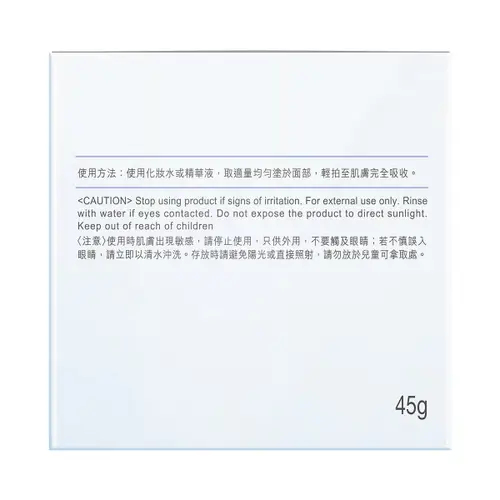 使用方法：使用化妝水或精華液，取適量均勻塗於面部，輕拍至肌膚完全吸收。
<CAUTION> Stop using product if signs of irritation. For external use only. Rinse
with water if eyes contacted. Do not expose the product to direct sunlight.
Keep out of reach of children
〈注意〉使用時肌膚出現敏感，請停止使用，只供外用，不要觸及眼睛；若不慎誤入
眼睛，請立即以清水沖洗。存放時請避免陽光或直接照射，請勿放於兒童可拿取處。
45g